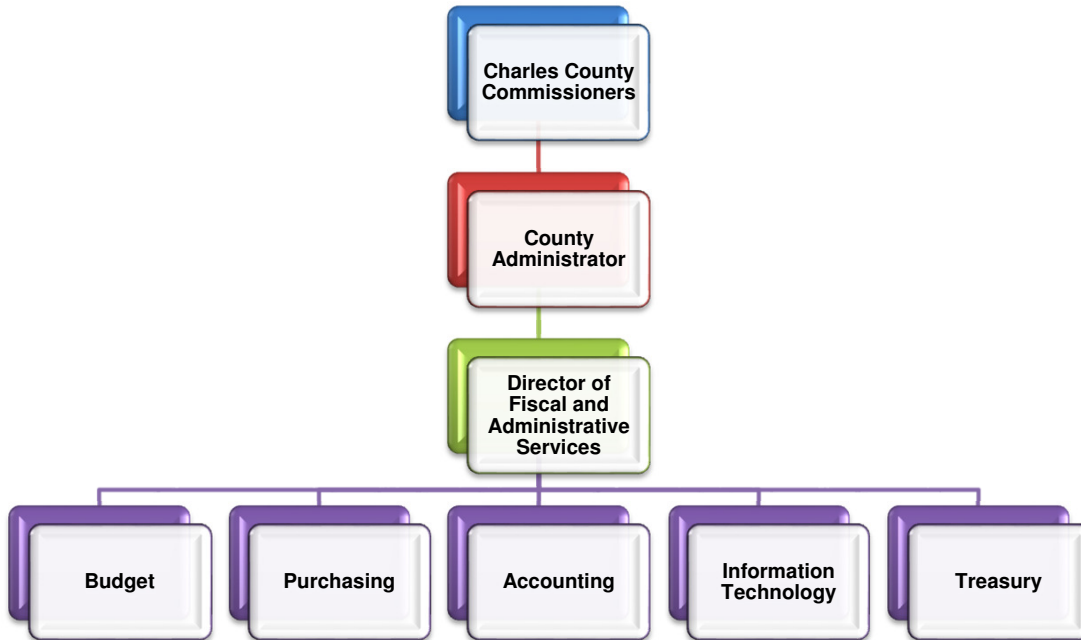 Charles County
Commissioners
County
Administrator
Director of
Fiscal and
Administrative
Services
Budget
Purchasing
Accounting
Information
Technology
Treasury